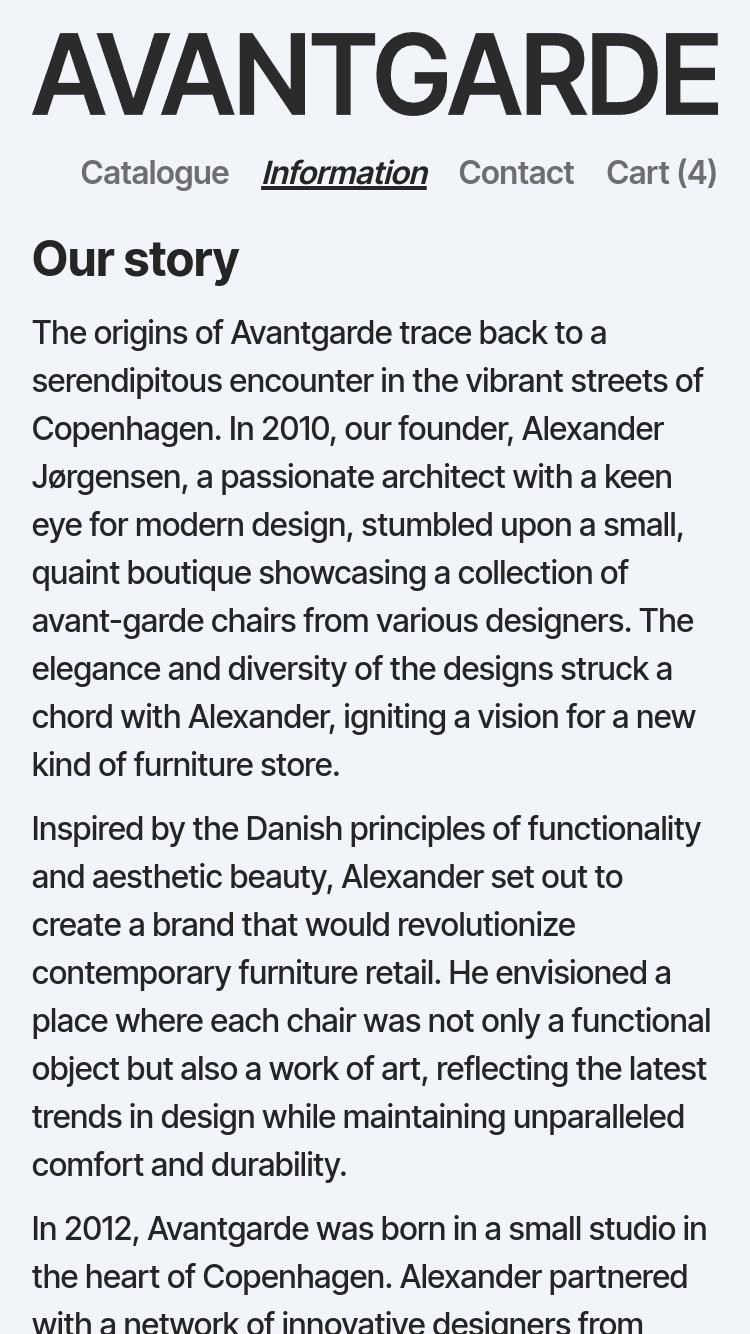 AVANTGARDE
Catalogue Information Contact Cart (4)
Our story
The origins of Avantgarde trace back to a
serendipitous encounter in the vibrant streets of
Copenhagen. In 2010, our founder, Alexander
Jørgensen, a passionate architect with a keen
eye for modern design, stumbled upon a small,
quaint boutique showcasing a collection of
avant-garde chairs from various designers. The
elegance and diversity of the designs struck a
chord with Alexander, igniting a vision for a new
kind of furniture store.
Inspired by the Danish principles of functionality
and aesthetic beauty, Alexander set out to
create a brand that would revolutionize
contemporary furniture retail. He envisioned a
place where each chair was not only a functional
object but also a work of art, reflecting the latest
trends in design while maintaining unparalleled
comfort and durability.
In 2012, Avantgarde was born in a small studio in
the heart of Copenhagen. Alexander partnered
with a network of innovative designers from